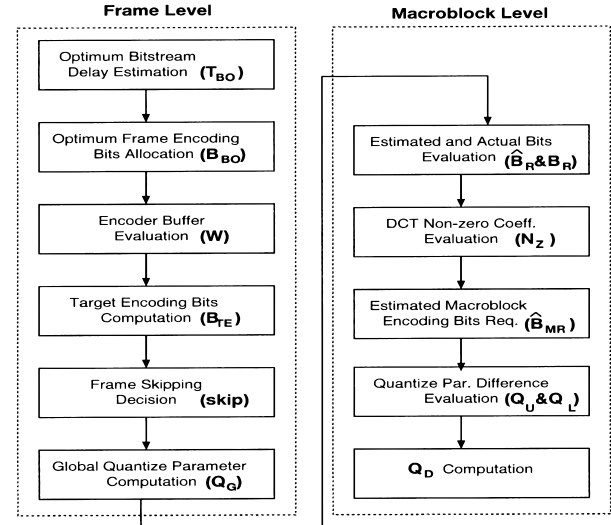 Frame Level
Optimum Bitstream
Delay Estimation (T_BO)
Optimum Frame Encoding
Bits Allocation (B_BO)
Encoder Buffer
Evaluation (W)
Target Encoding Bits
Computation (B_TE)
Frame Skipping
Decision (skip)
Global Quantize Parameter
Computation (Q_G)
Macroblock Level
Estimated and Actual Bits
Evaluation (B̂_R&B_R)
DCT Non-zero Coeff.
Evaluation (N_Z)
Estimated Macroblock
Encoding Bits Req. (B̂_MR)
Quantize Par. Difference
Evaluation (Q_U&Q_L)
Q_D Computation